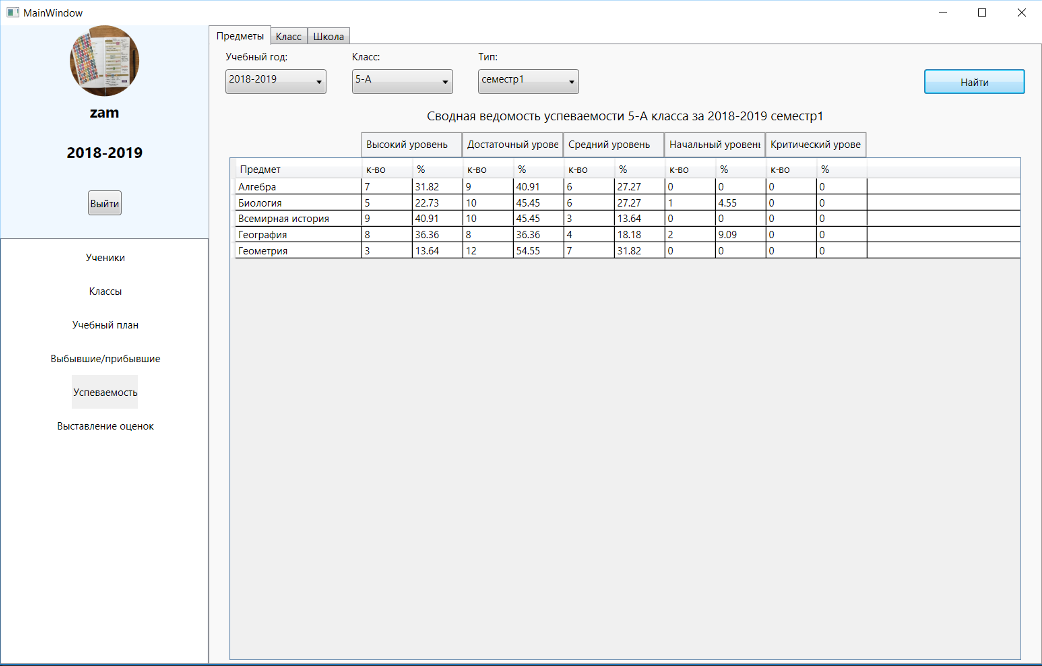 MainWindow
zam
2018-2019
Выйти
Ученики
Классы
Учебный план
Выбывшие/прибывшие
Успеваемость
Выставление оценок
Предметы Класс Школа
Учебный год: Класс: Тип:
2018-2019 5-А семестр1 Найти
Сводная ведомость успеваемости 5-А класса за 2018-2019 семестр1
Высокий уровень Достаточный урове Средний уровень Начальный уровень Критический урове
Предмет к-во % к-во % к-во % к-во % к-во %
Алгебра 7 31.82 9 40.91 6 27.27 0 0 0 0
Биология 5 22.73 10 45.45 6 27.27 1 4.55 0 0
Всемирная история 9 40.91 10 45.45 3 13.64 0 0 0 0
География 8 36.36 8 36.36 4 18.18 2 9.09 0 0
Геометрия 3 13.64 12 54.55 7 31.82 0 0 0 0